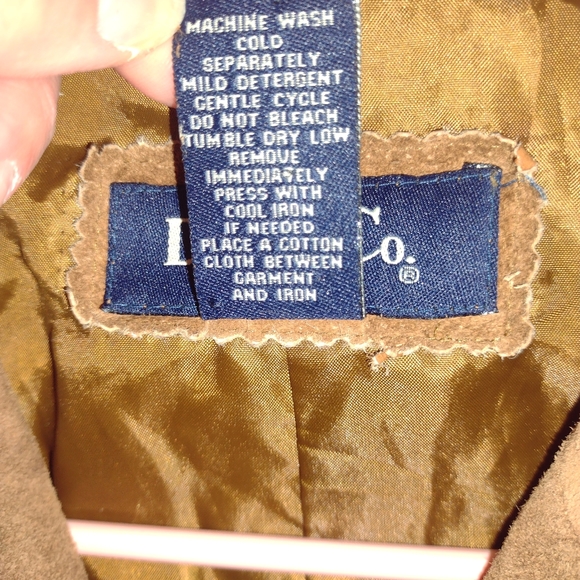 MACHINE WASH
COLD
SEPARATELY
MILD DETERGENT
GENTLE CYCLE
DO NOT BLEACH
TUMBLE DRY LOW
REMOVE
IMMEDIATELY
PRESS WITH
COOL IRON
IF NEEDED
PLACE A COTTON
CLOTH BETWEEN
GARMENT
AND IRON
Co.®